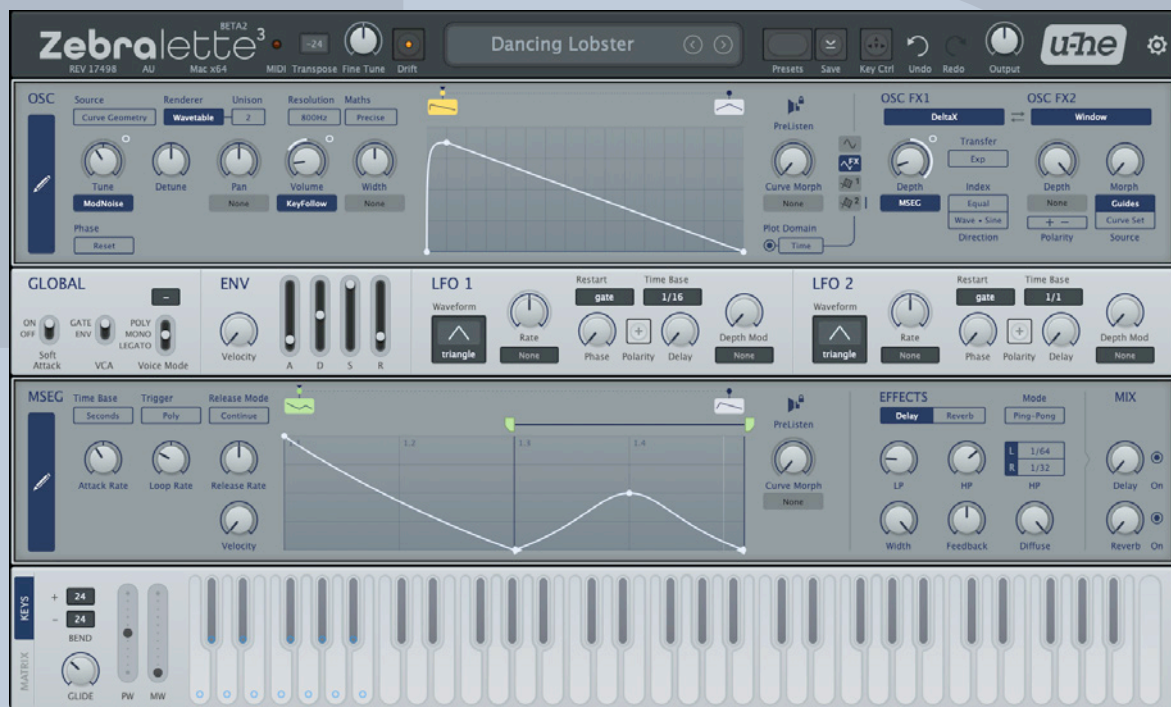 BETA2
Zebralette3
REV 17498 AU Mac x64
MIDI
-24
Transpose
Fine Tune
Drift
Dancing Lobster
Presets
Save
Key Ctrl
Undo
Redo
Output
u-he
OSC
Source
Curve Geometry
Renderer
Wavetable
Unison
2
Resolution
800Hz
Maths
Precise
Tune
ModNoise
Detune
Pan
None
Volume
KeyFollow
Width
None
Phase
Reset
PreListen
Curve Morph
None
Plot Domain
Time
FX
1
2
OSC FX1
DeltaX
Depth
MSEG
Transfer
Exp
Index
Equal
Wave • Sine
Direction
OSC FX2
Window
Depth
None
+ −
Polarity
Morph
Guides
Curve Set
Source
GLOBAL
ON
OFF
Soft
Attack
GATE
ENV
VCA
–
POLY
MONO
LEGATO
Voice Mode
ENV
Velocity
A D S R
LFO 1
Waveform
triangle
Rate
None
Restart
gate
Time Base
1/16
Phase
+
Polarity
Delay
Depth Mod
None
LFO 2
Waveform
triangle
Rate
None
Restart
gate
Time Base
1/1
Phase
+
Polarity
Delay
Depth Mod
None
MSEG
Time Base
Seconds
Trigger
Poly
Release Mode
Continue
Attack Rate
Loop Rate
Release Rate
Velocity
1.1
1.2
1.3
1.4
PreListen
Curve Morph
None
EFFECTS
Delay
Reverb
Mode
Ping-Pong
L 1/64
R 1/32
LP
HP
HP
Width
Feedback
Diffuse
MIX
Delay
On
Reverb
On
KEYS
MATRIX
+ 24
− 24
BEND
GLIDE
PW
MW